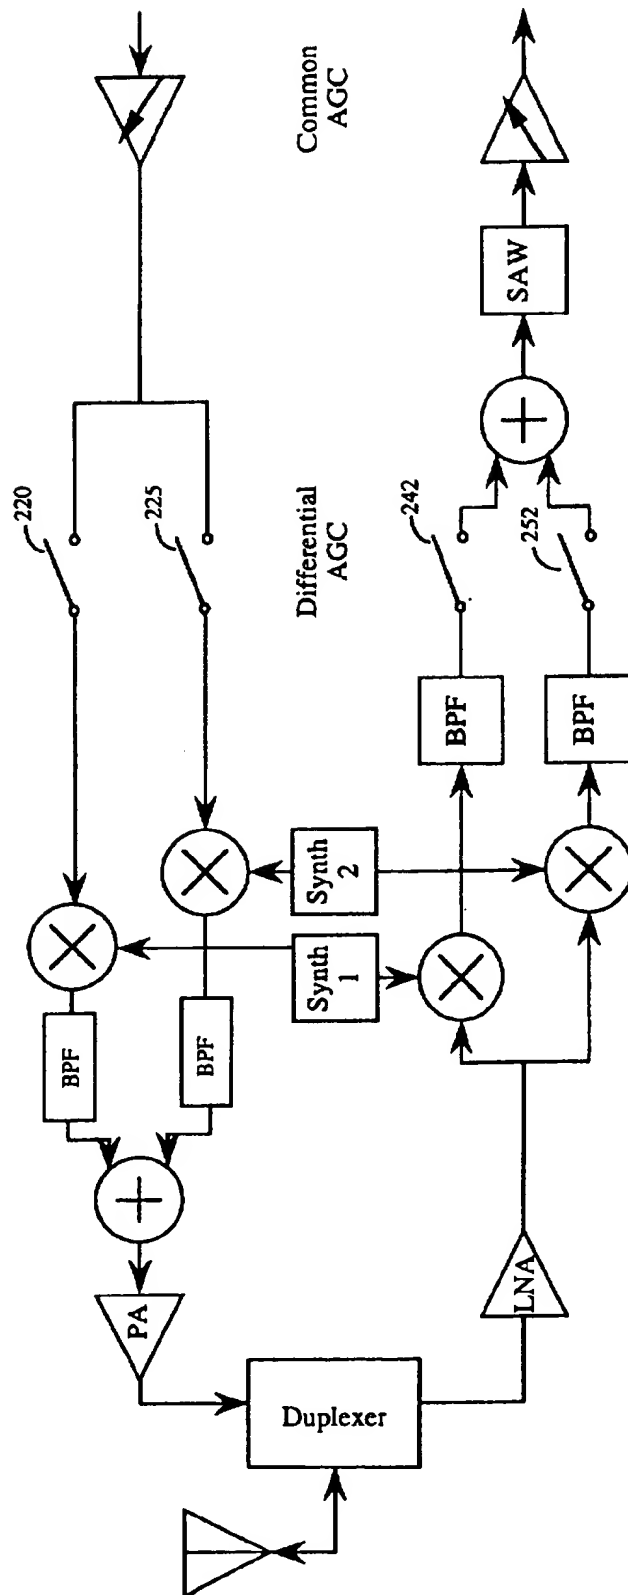 Common
AGC
220
225
Differential
AGC
SAW
242
252
BPF
BPF
Synth
2
Synth
1
BPF
BPF
PA
LNA
Duplexer